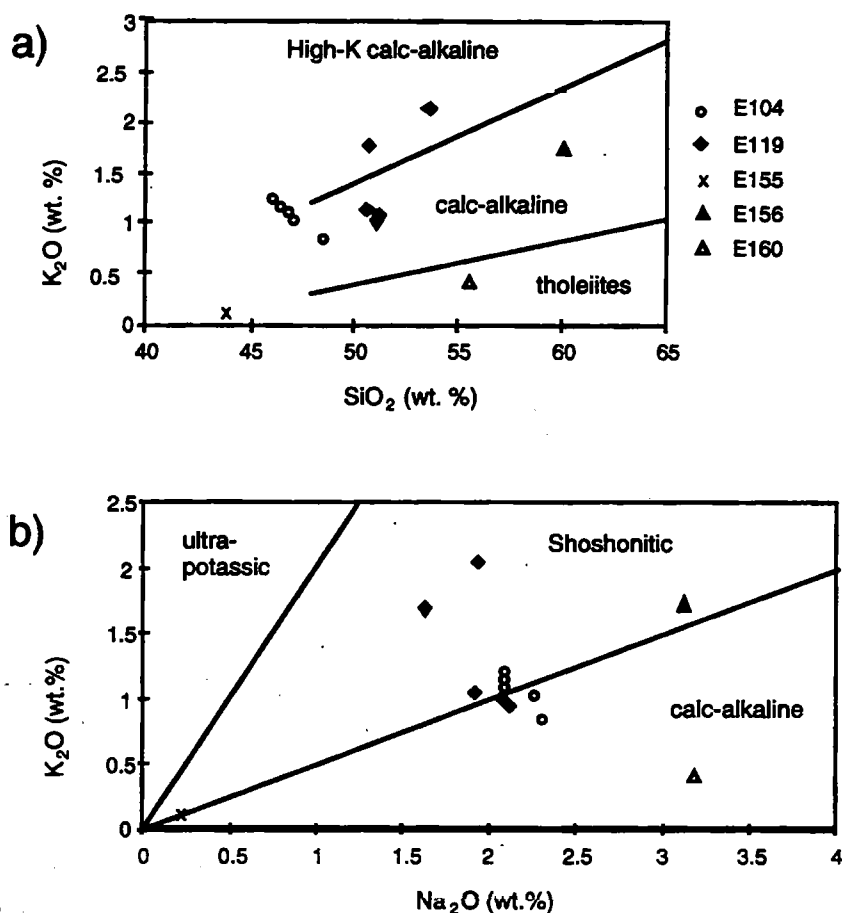 a)
High-K calc-alkaline
calc-alkaline
tholeiites
3
2.5
2
1.5
1
0.5
0
K₂O (wt. %)
40 45 50 55 60 65
SiO₂ (wt. %)
E104
E119
E155
E156
E160
b)
ultra-
potassic
Shoshonitic
calc-alkaline
2.5
2
1.5
1
0.5
0
K₂O (wt.%)
0 0.5 1 1.5 2 2.5 3 3.5 4
Na₂O (wt.%)